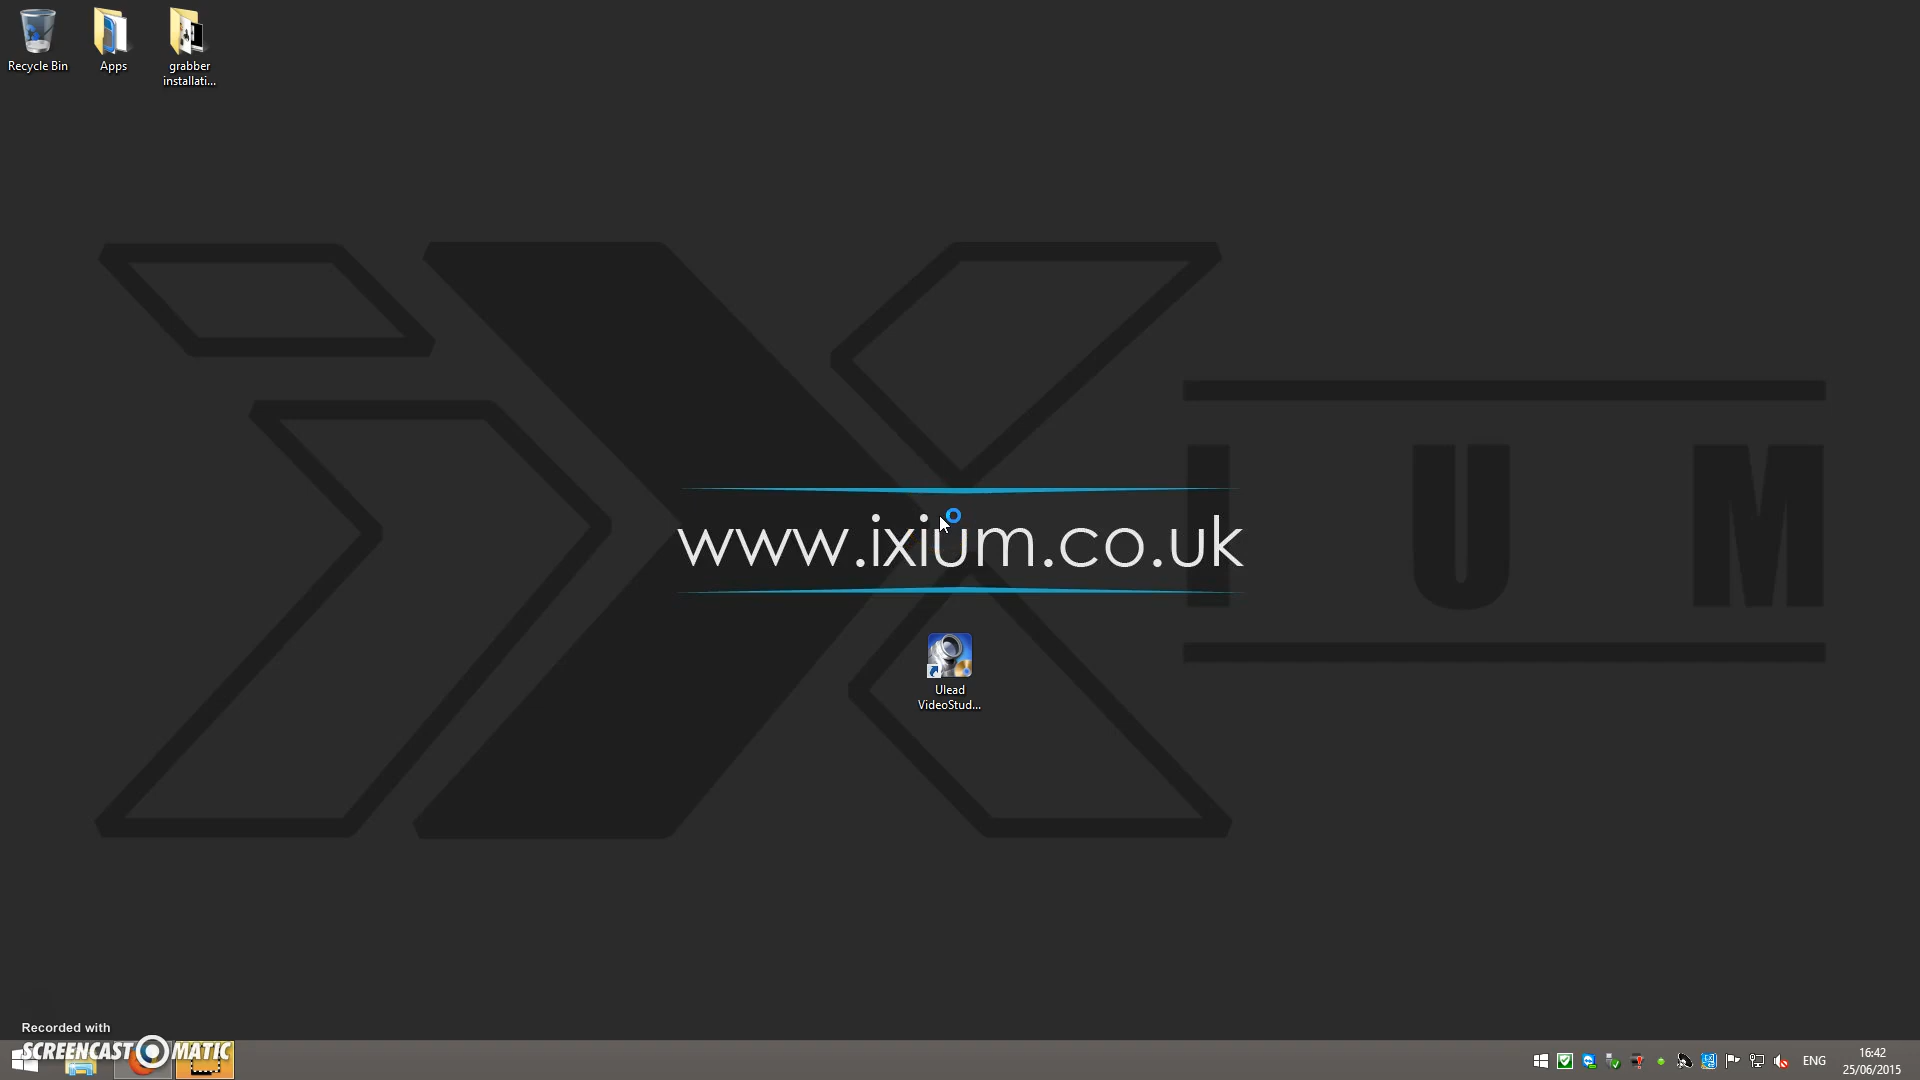 Recycle Bin
Apps
grabber
installati...
I U M
www.ixium.co.uk
Ulead
VideoStud...
Recorded with
SCREENCAST MATIC
ENG
16:42
25/06/2015